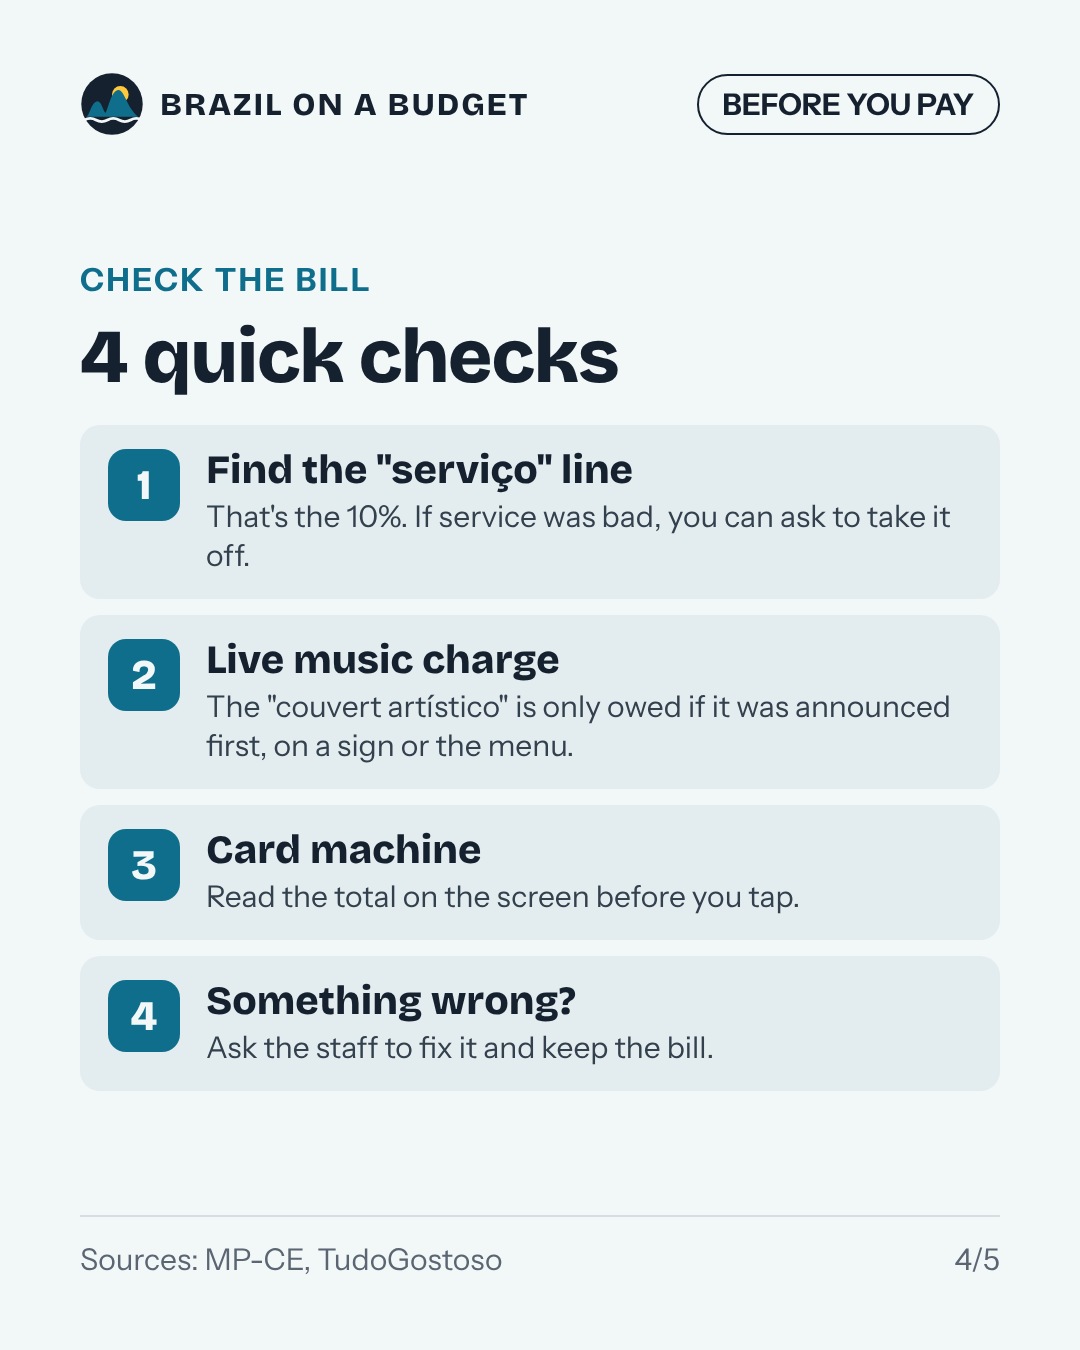 BRAZIL ON A BUDGET
BEFORE YOU PAY
CHECK THE BILL
4 quick checks
1
Find the "serviço" line
That's the 10%. If service was bad, you can ask to take it
off.
2
Live music charge
The "couvert artístico" is only owed if it was announced
first, on a sign or the menu.
3
Card machine
Read the total on the screen before you tap.
4
Something wrong?
Ask the staff to fix it and keep the bill.
Sources: MP-CE, TudoGostoso
4/5